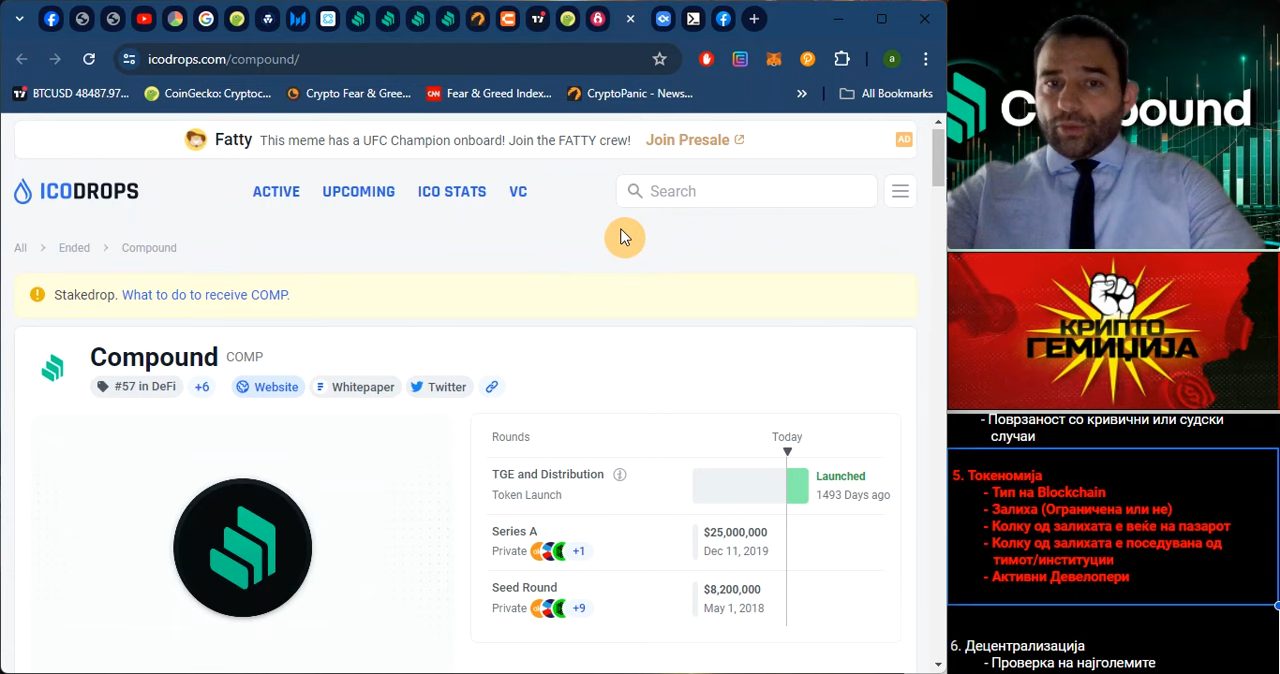 icodrops.com/compound/
BTCUSD 48487.97...
CoinGecko: Cryptoc...
Crypto Fear & Gree...
Fear & Greed Index...
CryptoPanic - News...
All Bookmarks
Fatty This meme has a UFC Champion onboard! Join the FATTY crew! Join Presale
AD
ICODROPS
ACTIVE
UPCOMING
ICO STATS
VC
Search
All > Ended > Compound
Stakedrop. What to do to receive COMP.
Compound COMP
#57 in DeFi +6 Website Whitepaper Twitter
Rounds
Today
TGE and Distribution
Token Launch
Launched
1493 Days ago
Series A
Private +1
$25,000,000
Dec 11, 2019
Seed Round
Private +9
$8,200,000
May 1, 2018
КРИПТО
ГЕМИЏИЈА
- Поврзаност со кривични или судски
случаи
5. Токеномија
- Тип на Blockchain
- Залиха (Ограничена или не)
- Колку од залихата е веќе на пазарот
- Колку од залихата е поседувана од
тимот/институции
- Активни Девелопери
6. Децентрализација
- Проверка на најголемите